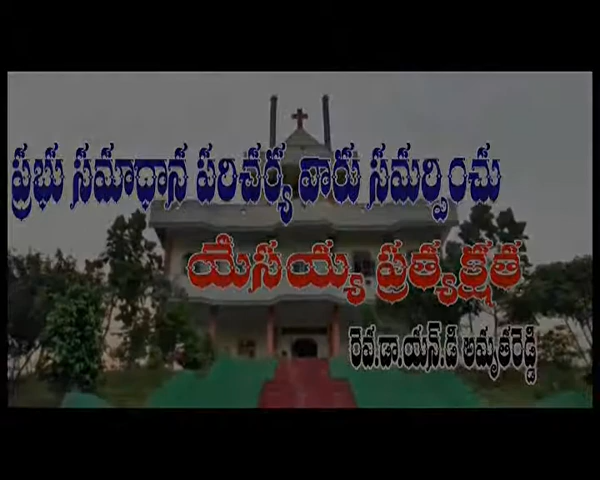 ప్రభు సమాధాన పరిచర్య వారు సమర్పించు
యేసయ్య ప్రత్యక్షత
రెవ.డా.యన్.డి అమృతరెడ్డి